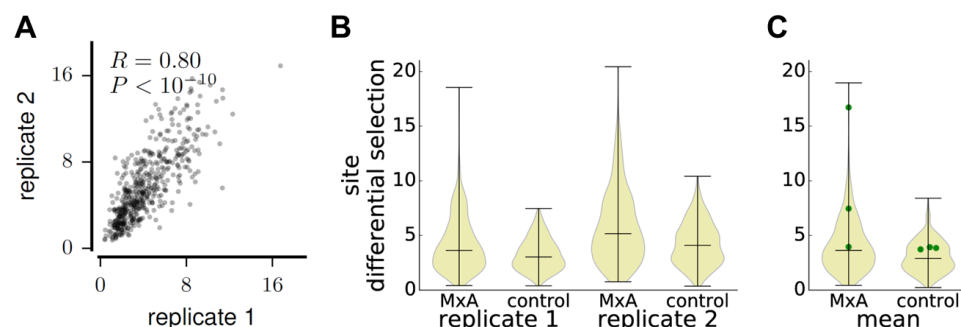 A
R = 0.80
P < 10^{-10}
16
8
0
replicate 2
0
8
16
replicate 1
B
20
15
10
5
0
site
differential selection
MxA
control
MxA
control
replicate 1
replicate 2
C
20
15
10
5
0
MxA
control
mean